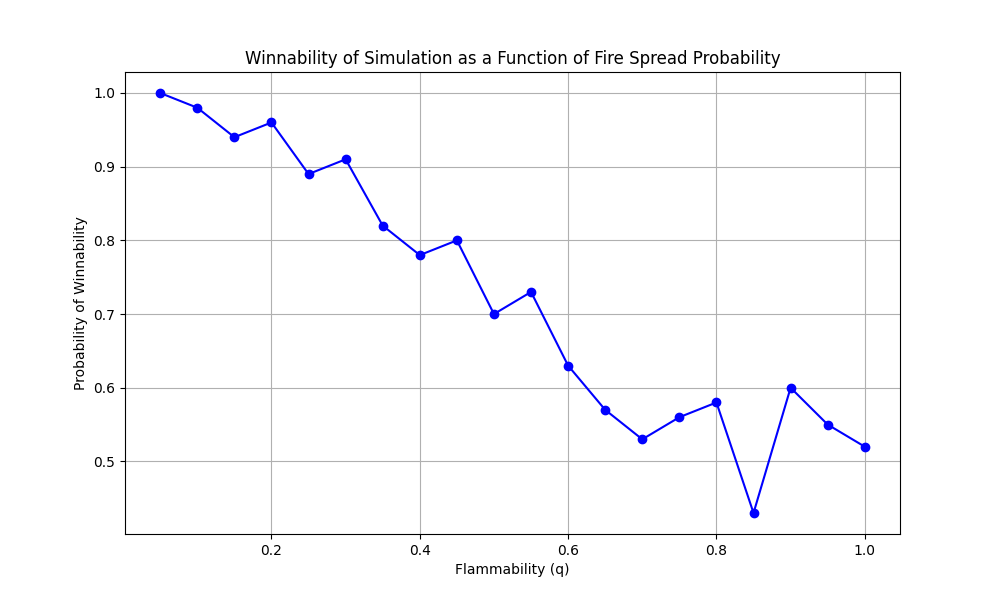 Winnability of Simulation as a Function of Fire Spread Probability
1.0
0.9
0.8
0.7
0.6
0.5
Probability of Winnability
0.2 0.4 0.6 0.8 1.0
Flammability (q)